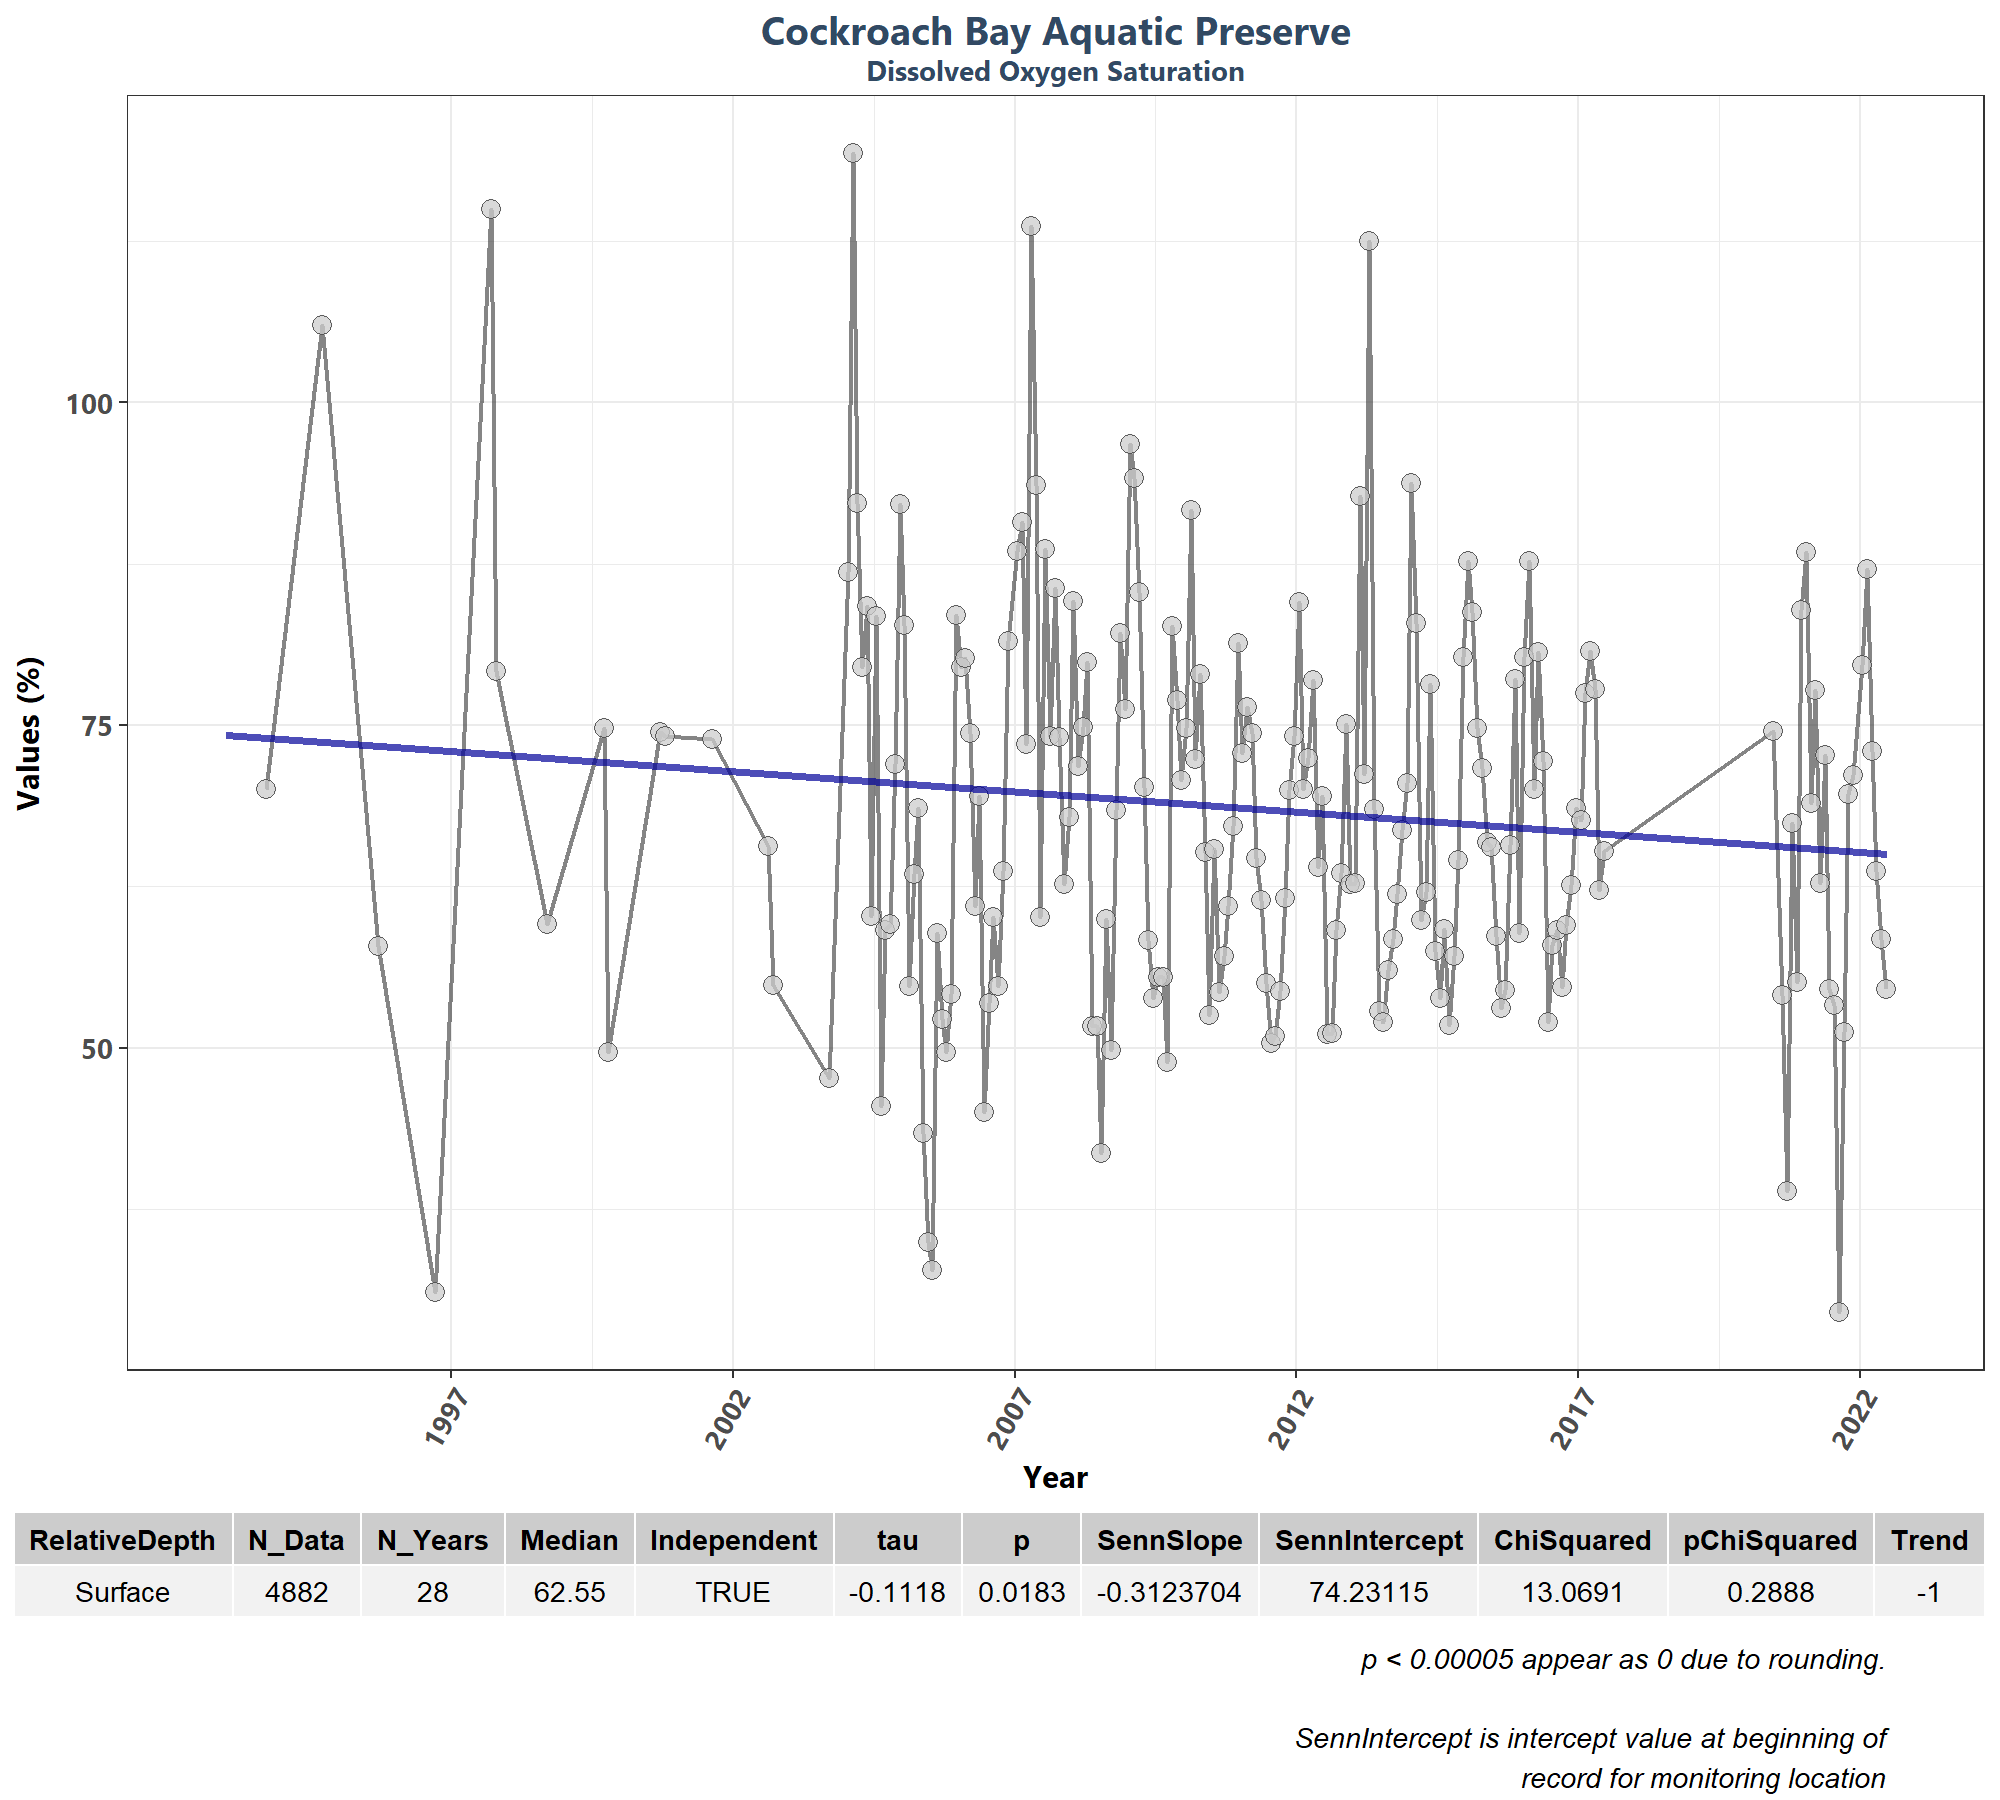 Cockroach Bay Aquatic Preserve
Dissolved Oxygen Saturation
Values (%)
100
75
50
1997
2002
2007
2012
2017
2022
Year
RelativeDepth N_Data N_Years Median Independent tau p SennSlope SennIntercept ChiSquared pChiSquared Trend
Surface 4882 28 62.55 TRUE -0.1118 0.0183 -0.3123704 74.23115 13.0691 0.2888 -1
p < 0.00005 appear as 0 due to rounding.
SennIntercept is intercept value at beginning of
record for monitoring location